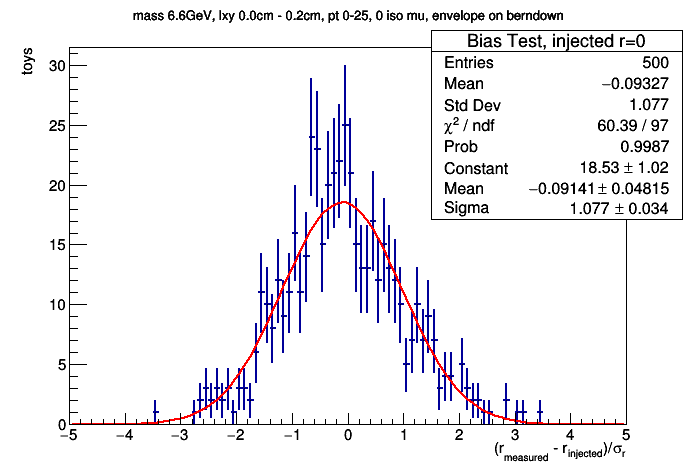 mass 6.6GeV, lxy 0.0cm - 0.2cm, pt 0-25, 0 iso mu, envelope on berndown
Bias Test, injected r=0
Entries 500
Mean −0.09327
Std Dev 1.077
χ² / ndf 60.39 / 97
Prob 0.9987
Constant 18.53 ± 1.02
Mean −0.09141 ± 0.04815
Sigma 1.077 ± 0.034
toys
30
25
20
15
10
5
0
−5 −4 −3 −2 −1 0 1 2 3 4 5
(r_measured - r_injected)/σ_r